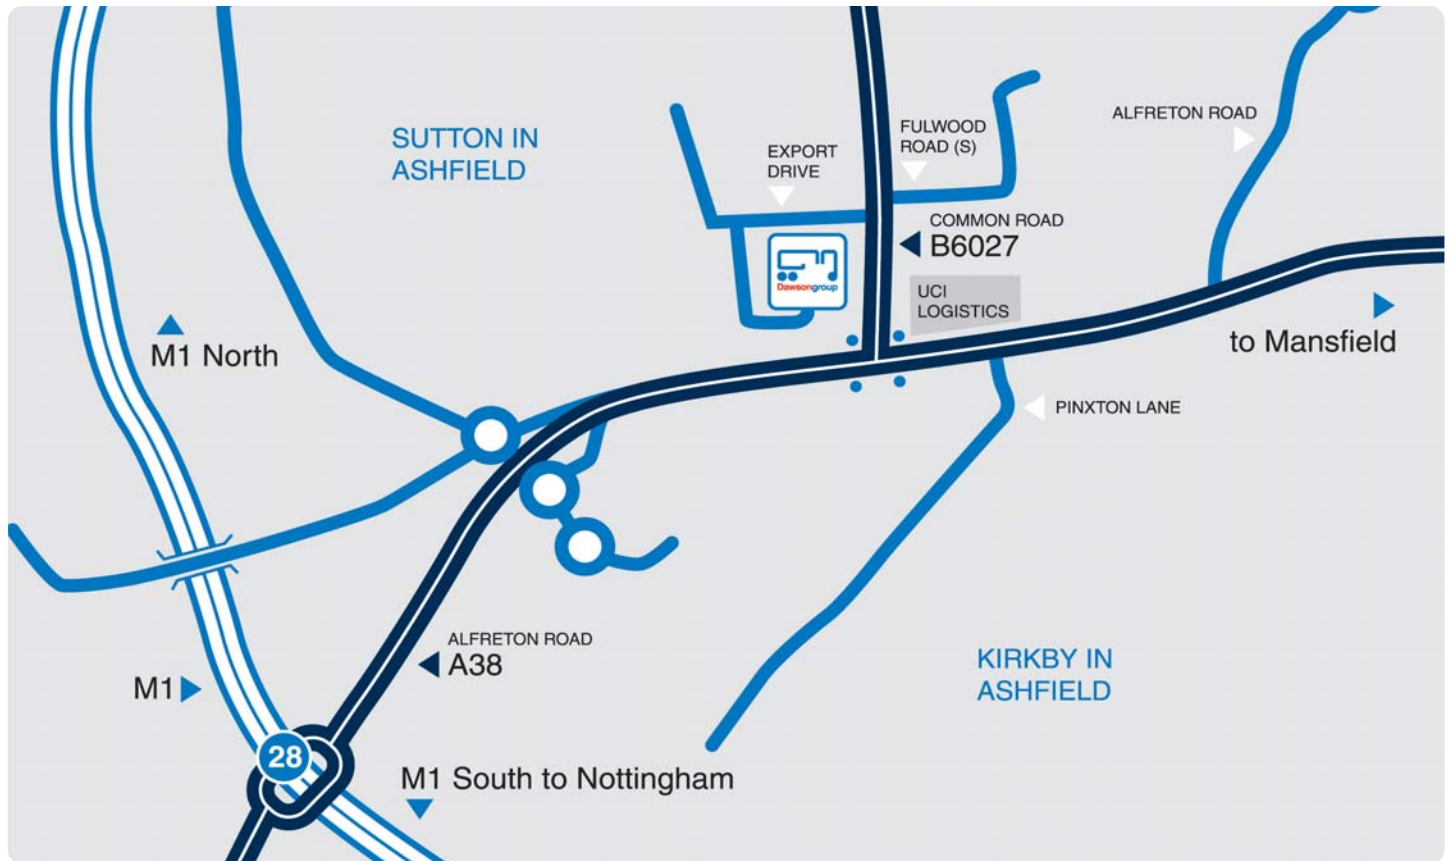 SUTTON IN
ASHFIELD
EXPORT
DRIVE
FULWOOD
ROAD (S)
ALFRETON ROAD
COMMON ROAD
B6027
Dawsongroup
UCI
LOGISTICS
M1 North
to Mansfield
PINXTON LANE
ALFRETON ROAD
A38
KIRKBY IN
ASHFIELD
M1
28
M1 South to Nottingham